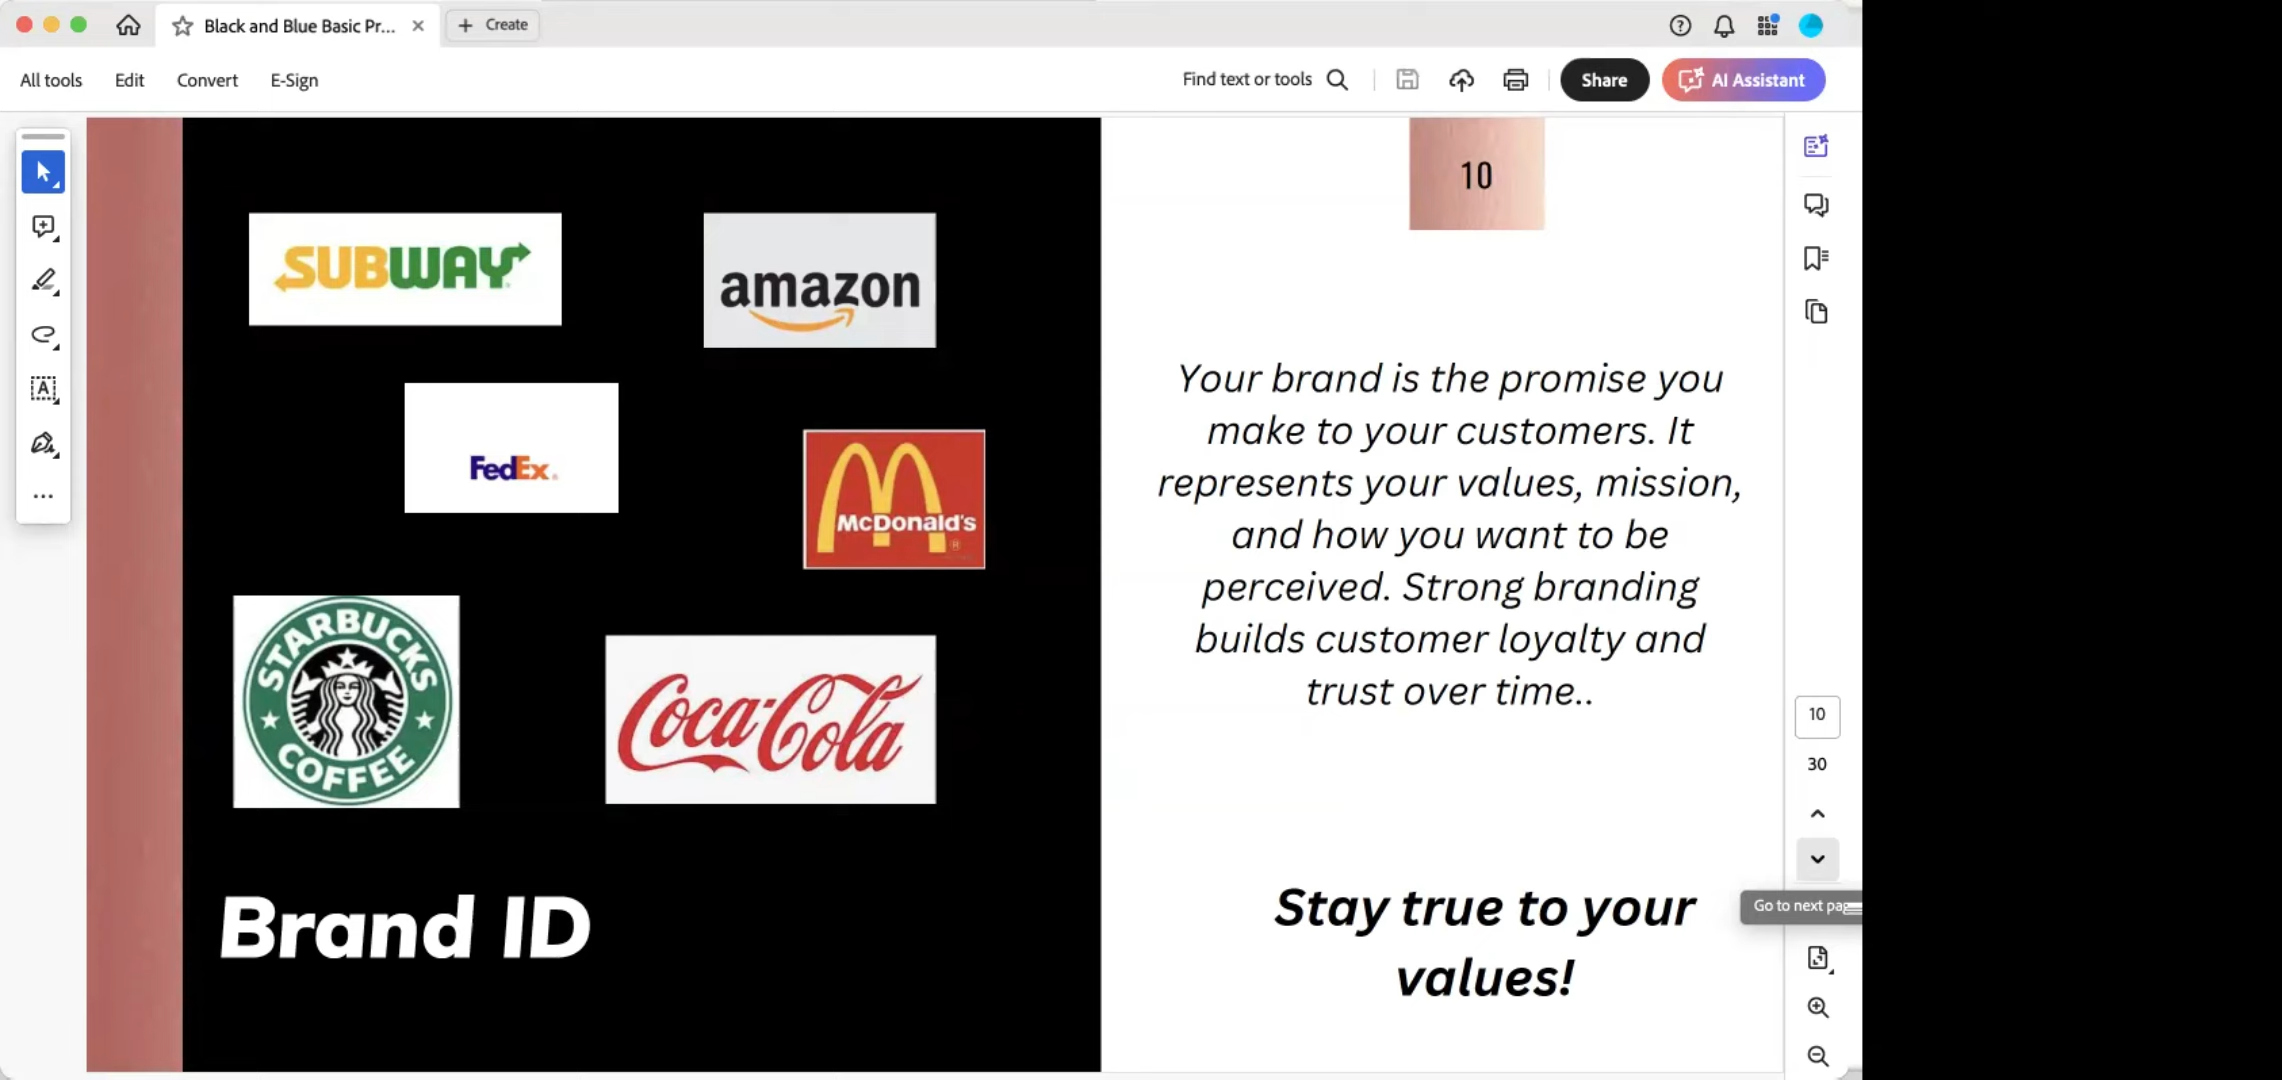 Black and Blue Basic Pr...
Create
All tools
Edit
Convert
E-Sign
Find text or tools
Share
AI Assistant
SUBWAY
amazon
FedEx
McDonald's
STARBUCKS
COFFEE
Coca-Cola
Brand ID
10
Your brand is the promise you
make to your customers. It
represents your values, mission,
and how you want to be
perceived. Strong branding
builds customer loyalty and
trust over time..
Stay true to your
values!
10
30
Go to next pag